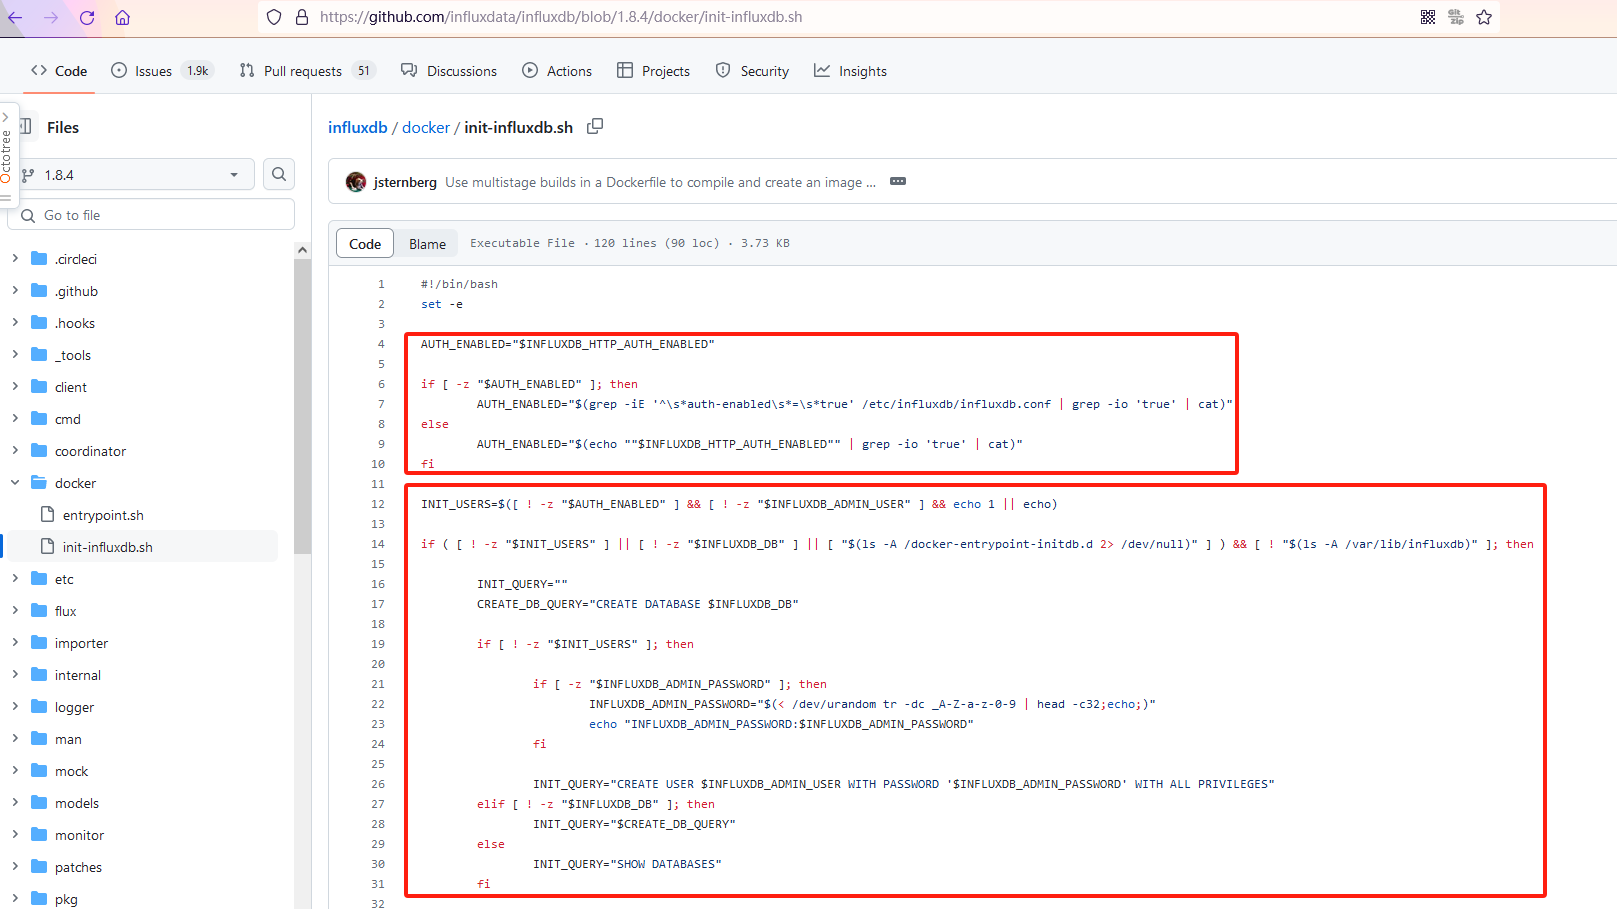 https://github.com/influxdata/influxdb/blob/1.8.4/docker/init-influxdb.sh
Git Zip
Code
Issues 1.9k
Pull requests 51
Discussions
Actions
Projects
Security
Insights
Octotree
Files
influxdb / docker / init-influxdb.sh
1.8.4
jsternberg Use multistage builds in a Dockerfile to compile and create an image ...
Go to file
Code Blame Executable File · 120 lines (90 loc) · 3.73 KB
.circleci
.github
.hooks
_tools
client
cmd
coordinator
docker
entrypoint.sh
init-influxdb.sh
etc
flux
importer
internal
logger
man
mock
models
monitor
patches
pkg
1 #!/bin/bash
2 set -e
3
4 AUTH_ENABLED="$INFLUXDB_HTTP_AUTH_ENABLED"
5
6 if [ -z "$AUTH_ENABLED" ]; then
7 AUTH_ENABLED="$(grep -iE '^\s*auth-enabled\s*=\s*true' /etc/influxdb/influxdb.conf | grep -io 'true' | cat)"
8 else
9 AUTH_ENABLED="$(echo ""$INFLUXDB_HTTP_AUTH_ENABLED"" | grep -io 'true' | cat)"
10 fi
11
12 INIT_USERS=$([ ! -z "$AUTH_ENABLED" ] && [ ! -z "$INFLUXDB_ADMIN_USER" ] && echo 1 || echo)
13
14 if ( [ ! -z "$INIT_USERS" ] || [ ! -z "$INFLUXDB_DB" ] || [ "$(ls -A /docker-entrypoint-initdb.d 2> /dev/null)" ] ) && [ ! "$(ls -A /var/lib/influxdb)" ]; then
15
16 INIT_QUERY=""
17 CREATE_DB_QUERY="CREATE DATABASE $INFLUXDB_DB"
18
19 if [ ! -z "$INIT_USERS" ]; then
20
21 if [ -z "$INFLUXDB_ADMIN_PASSWORD" ]; then
22 INFLUXDB_ADMIN_PASSWORD="$(< /dev/urandom tr -dc _A-Z-a-z-0-9 | head -c32;echo;)"
23 echo "INFLUXDB_ADMIN_PASSWORD:$INFLUXDB_ADMIN_PASSWORD"
24 fi
25
26 INIT_QUERY="CREATE USER $INFLUXDB_ADMIN_USER WITH PASSWORD '$INFLUXDB_ADMIN_PASSWORD' WITH ALL PRIVILEGES"
27 elif [ ! -z "$INFLUXDB_DB" ]; then
28 INIT_QUERY="$CREATE_DB_QUERY"
29 else
30 INIT_QUERY="SHOW DATABASES"
31 fi
32